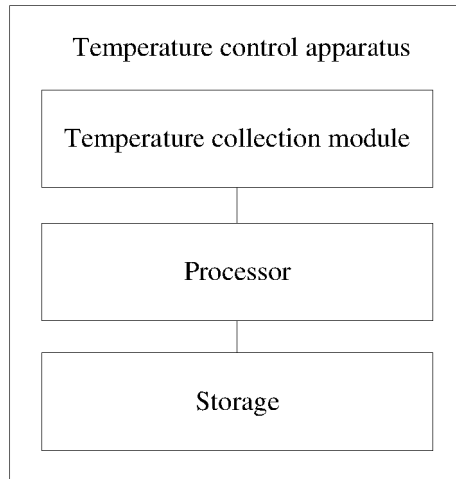 Temperature control apparatus
Temperature collection module
Processor
Storage